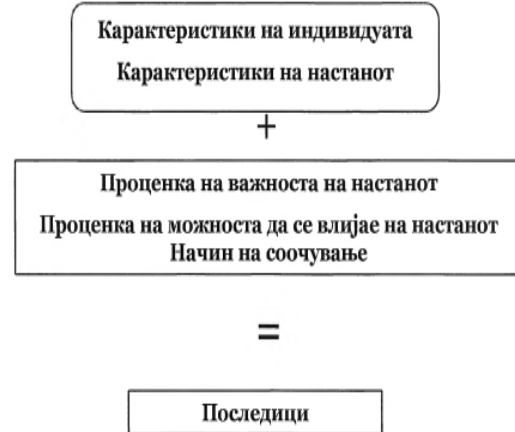 Карактеристики на индивидуата
Карактеристики на настанот
+
Проценка на важноста на настанот
Проценка на можноста да се влијае на настанот
Начин на соочување
=
Последици